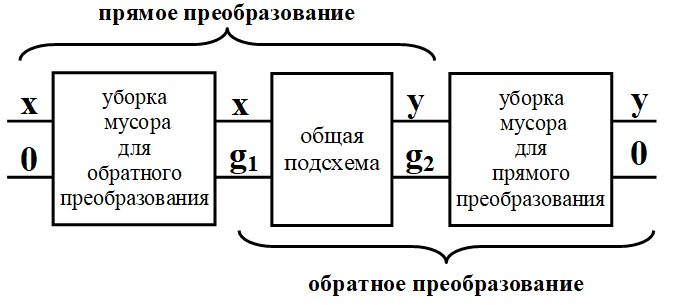 прямое преобразование
x
0
уборка
мусора
для
обратного
преобразования
x
g₁
общая
подсхема
y
g₂
уборка
мусора
для
прямого
преобразования
y
0
обратное преобразование